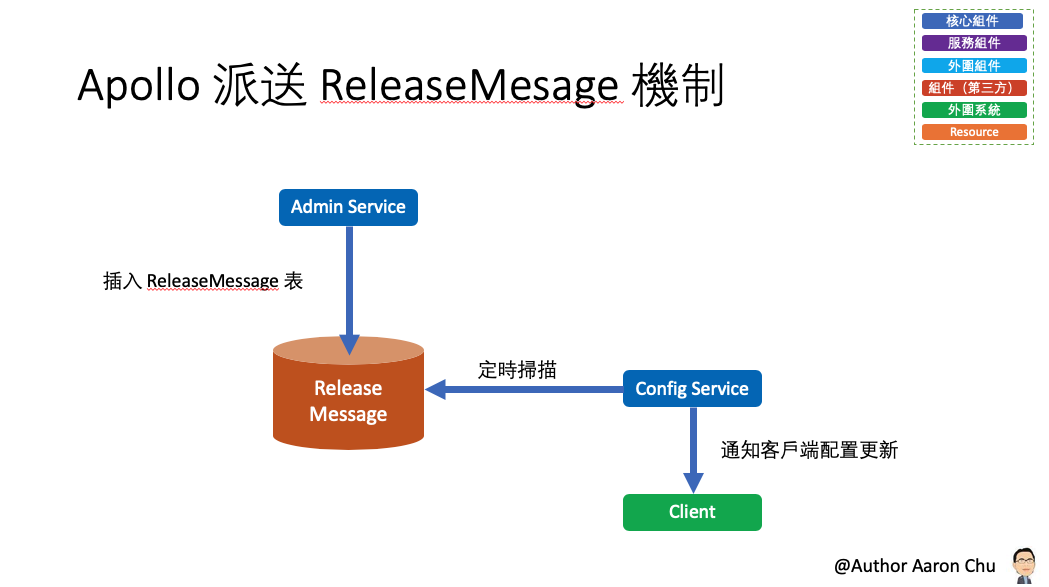 Apollo 派送 ReleaseMesage 機制
核心組件
服務組件
外圍組件
組件（第三方）
外圍系統
Resource
Admin Service
插入 ReleaseMessage 表
Release
Message
定時掃描
Config Service
通知客戶端配置更新
Client
@Author Aaron Chu